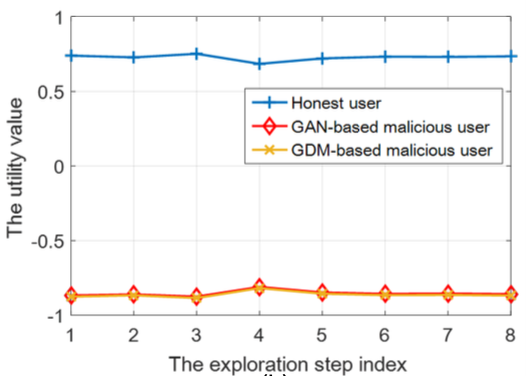 1
0.5
0
-0.5
-1
The utility value
Honest user
GAN-based malicious user
GDM-based malicious user
1 2 3 4 5 6 7 8
The exploration step index